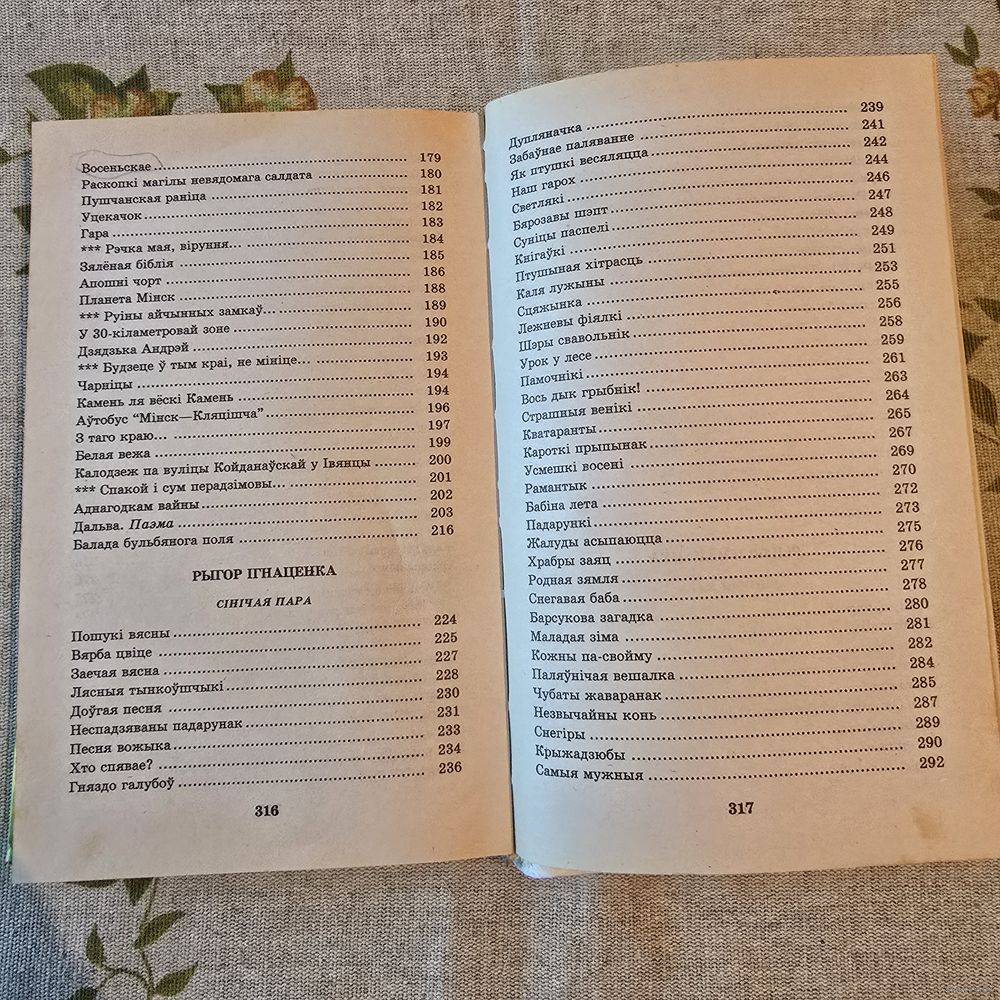 Восеньскае ........ 179
Раскопкі магілы невядомага салдата ........ 180
Пушчанская раніца ........ 181
Уцекачок ........ 182
Гара ........ 183
*** Рэчка мая, віруння... ........ 184
Зялёная біблія ........ 185
Апошні чорт ........ 186
Планета Мінск ........ 188
*** Руіны айчынных замкаў... ........ 189
У 30-кіламетровай зоне ........ 190
Дзядзька Андрэй ........ 192
*** Будзеце ў тым краі, не мініце... ........ 193
Чарніцы ........ 194
Камень ля вёскі Камень ........ 194
Аўтобус “Мінск—Кляцішча” ........ 196
З таго краю... ........ 197
Белая вежа ........ 199
Калодзеж па вуліцы Койданаўскай у Івянцы ........ 200
*** Спакой і сум перадзімовы... ........ 201
Аднагодкам вайны ........ 202
Дальва. Паэма ........ 203
Балада бульбянога поля ........ 216
РЫГОР ІГНАЦЕНКА
СІНІЧАЯ ПАРА
Пошукі вясны ........ 224
Вярба цвіце ........ 225
Заечая вясна ........ 227
Лясныя тынкоўшчыкі ........ 228
Доўгая песня ........ 230
Неспадзяваны падарунак ........ 231
Песня вожыка ........ 233
Хто спявае? ........ 234
Гняздо галубоў ........ 236
316
Дупляначка ........ 239
Забаўнае паляванне ........ 241
Як птушкі весяляцца ........ 242
Наш гарох ........ 244
Светлякі ........ 246
Бярозавы шэпт ........ 247
Суніцы паспелі ........ 248
Кнігаўкі ........ 249
Птушыная хітрасць ........ 251
Каля лужыны ........ 253
Сцяжынка ........ 255
Лежневы фіялкі ........ 256
Шэры свавольнік ........ 258
Урок у лесе ........ 259
Памочнікі ........ 261
Вось дык грыбнік! ........ 263
Страшныя венікі ........ 264
Кватаранты ........ 265
Кароткі прыпынак ........ 267
Усмешкі восені ........ 269
Рамантык ........ 270
Бабіна лета ........ 272
Падарункі ........ 273
Жалуды асыпаюцца ........ 275
Храбры заяц ........ 276
Родная зямля ........ 277
Снегавая баба ........ 278
Барсукова загадка ........ 280
Маладая зіма ........ 281
Кожны па-свойму ........ 282
Паляўнічая вешалка ........ 284
Чубаты жаваранак ........ 285
Незвычайны конь ........ 287
Снегіры ........ 289
Крыжадзюбы ........ 290
Самыя мужныя ........ 292
317